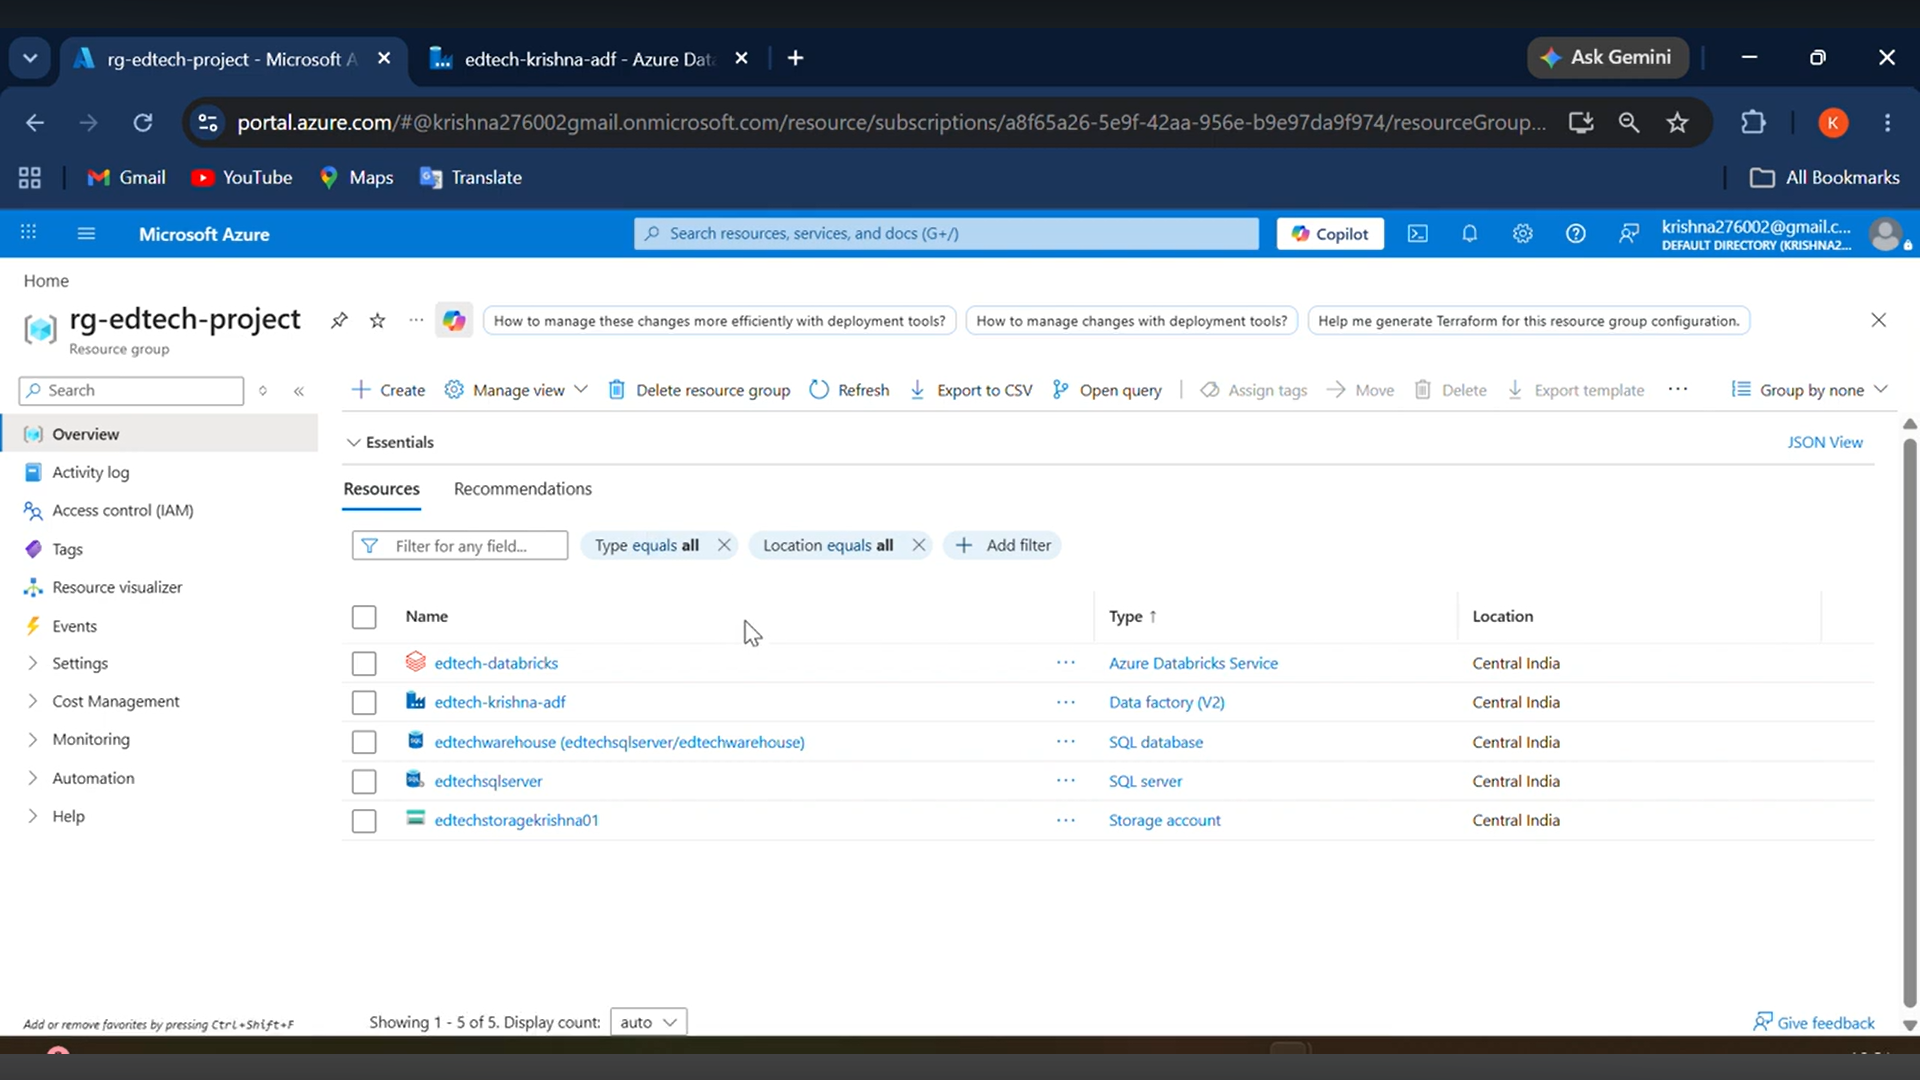 rg-edtech-project - Microsoft A
edtech-krishna-adf - Azure Dat
Ask Gemini
portal.azure.com/#@krishna276002gmail.onmicrosoft.com/resource/subscriptions/a8f65a26-5e9f-42aa-956e-b9e97da9f974/resourceGroup...
K
Gmail
YouTube
Maps
Translate
All Bookmarks
Microsoft Azure
Search resources, services, and docs (G+/)
Copilot
krishna276002@gmail.c...
DEFAULT DIRECTORY (KRISHNA2...
Home
rg-edtech-project
Resource group
How to manage these changes more efficiently with deployment tools?
How to manage changes with deployment tools?
Help me generate Terraform for this resource group configuration.
Search
Create
Manage view
Delete resource group
Refresh
Export to CSV
Open query
Assign tags
Move
Delete
Export template
Group by none
Overview
Activity log
Access control (IAM)
Tags
Resource visualizer
Events
Settings
Cost Management
Monitoring
Automation
Help
Essentials
JSON View
Resources
Recommendations
Filter for any field...
Type equals all
Location equals all
Add filter
Name
Type ↑
Location
edtech-databricks
Azure Databricks Service
Central India
edtech-krishna-adf
Data factory (V2)
Central India
edtechwarehouse (edtechsqlserver/edtechwarehouse)
SQL database
Central India
edtechsqlserver
SQL server
Central India
edtechstoragekrishna01
Storage account
Central India
Add or remove favorites by pressing Ctrl+Shift+F
Showing 1 - 5 of 5. Display count:
auto
Give feedback